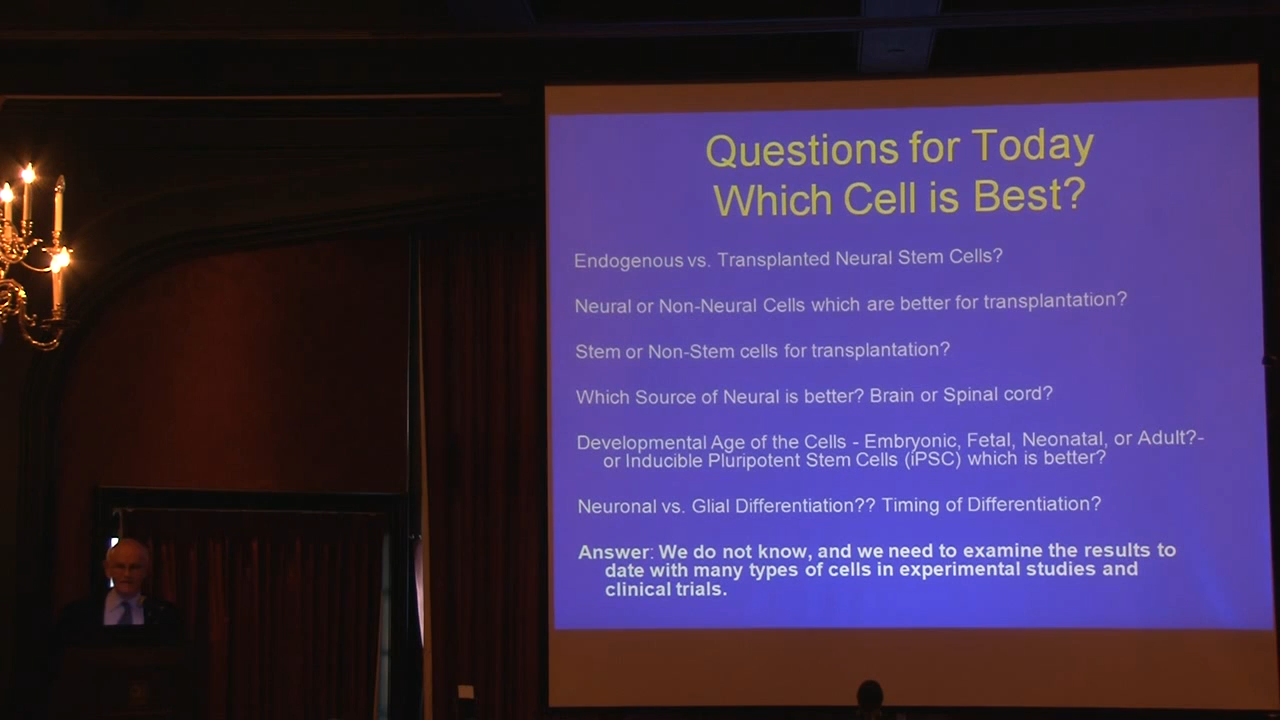 Questions for Today
Which Cell is Best?
Endogenous vs. Transplanted Neural Stem Cells?
Neural or Non-Neural Cells which are better for transplantation?
Stem or Non-Stem cells for transplantation?
Which Source of Neural is better? Brain or Spinal cord?
Developmental Age of the Cells - Embryonic, Fetal, Neonatal, or Adult?-
or Inducible Pluripotent Stem Cells (iPSC) which is better?
Neuronal vs. Glial Differentiation?? Timing of Differentiation?
Answer: We do not know, and we need to examine the results to
date with many types of cells in experimental studies and
clinical trials.